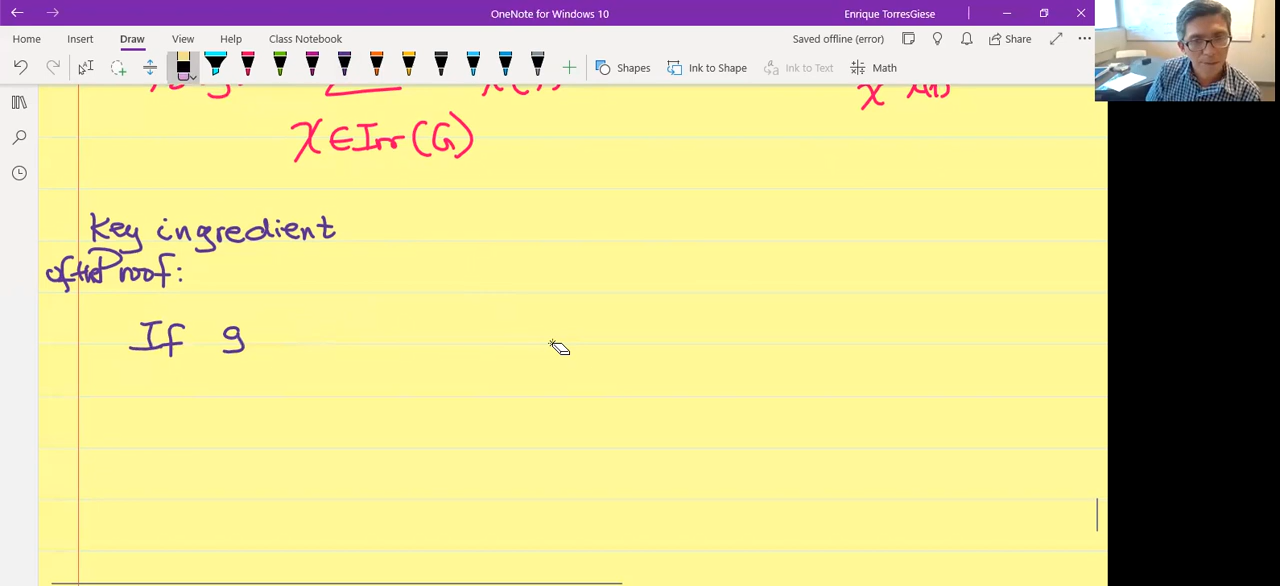 OneNote for Windows 10
Enrique TorresGiese
Home Insert Draw View Help Class Notebook
Saved offline (error)
Share
Shapes
Ink to Shape
Ink to Text
Math
χ ∈ Irr(G)
Key ingredient
of the Proof:
If g